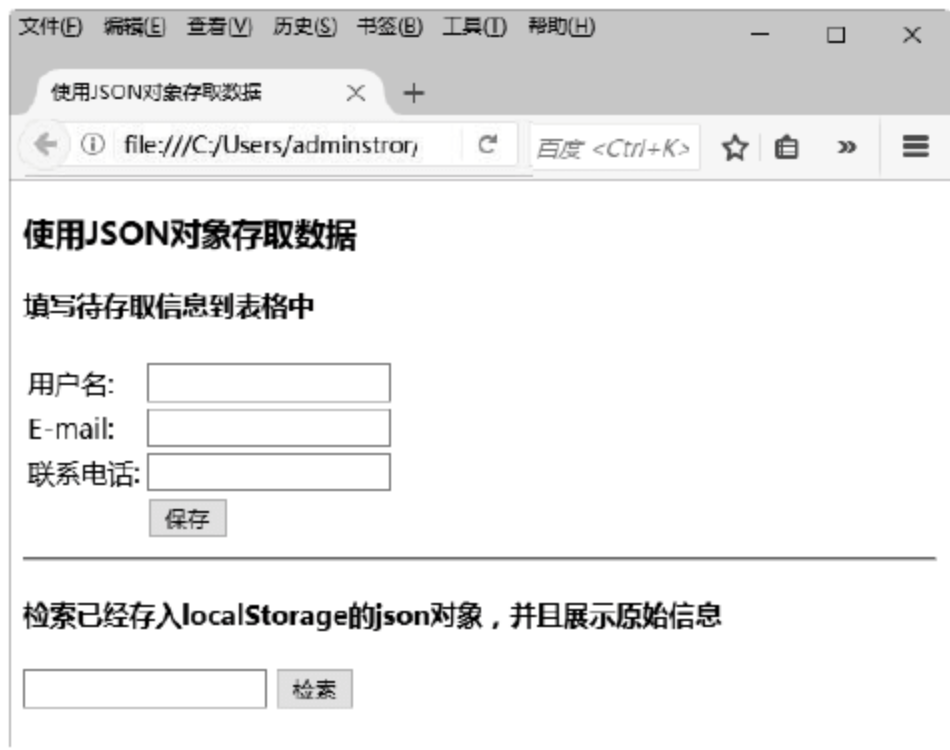 文件(F) 编辑(E) 查看(V) 历史(S) 书签(B) 工具(T) 帮助(H)
使用JSON对象存取数据
file:///C:/Users/adminstror/
百度 <Ctrl+K>
使用JSON对象存取数据
填写待存取信息到表格中
用户名:
E-mail:
联系电话:
保存
检索已经存入localStorage的json对象，并且展示原始信息
检索